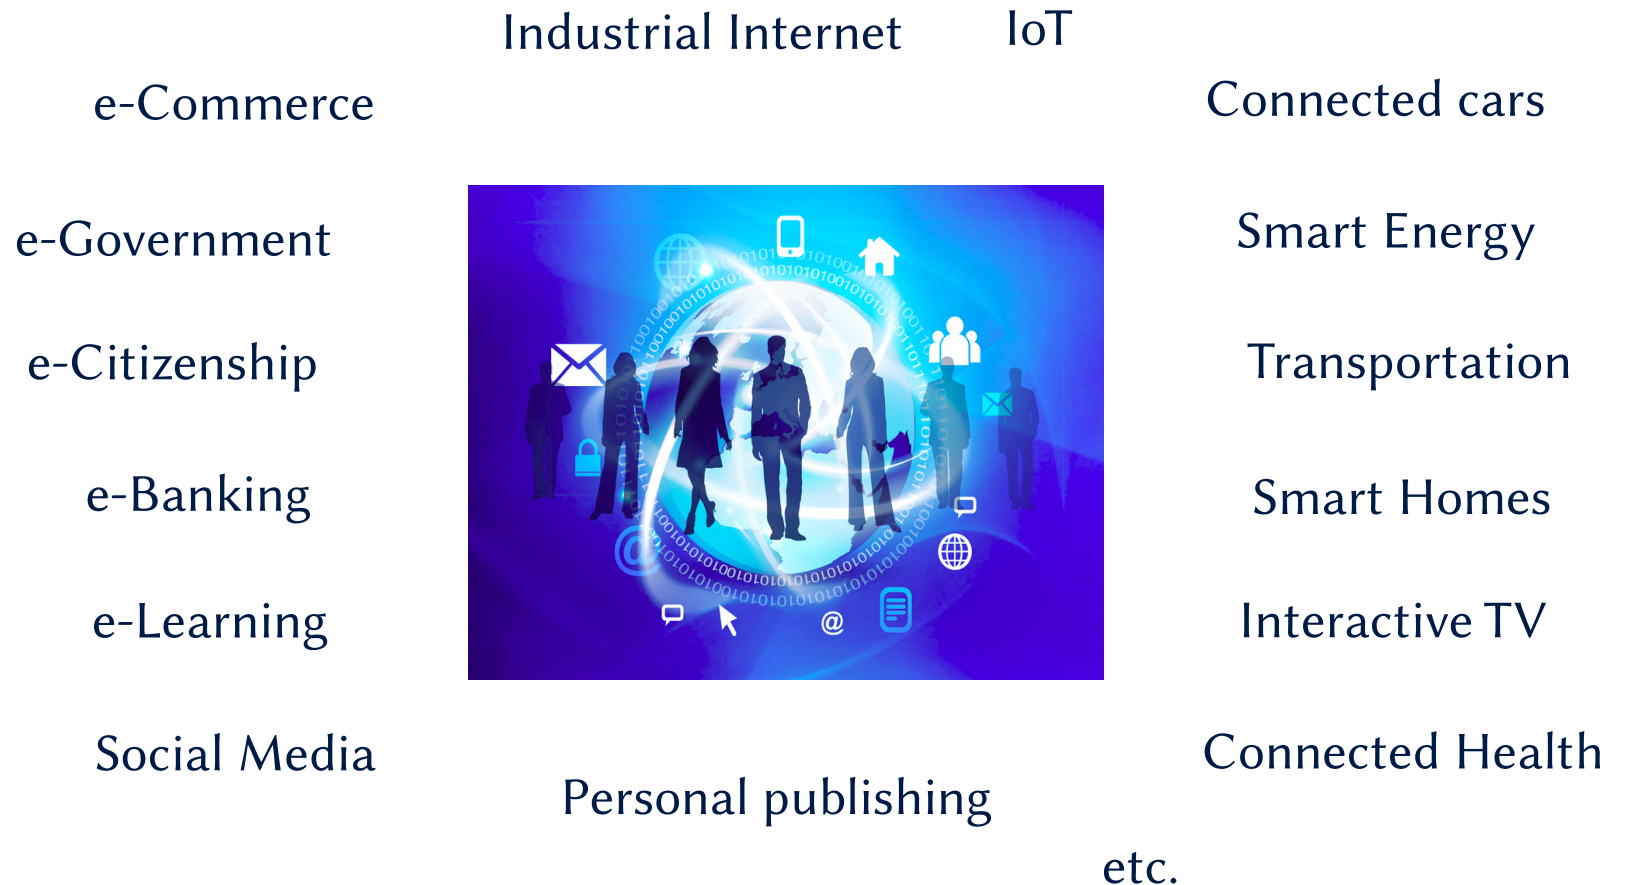 Industrial Internet
IoT
e-Commerce
Connected cars
e-Government
Smart Energy
e-Citizenship
Transportation
e-Banking
Smart Homes
e-Learning
Interactive TV
Social Media
Connected Health
Personal publishing
etc.
@
@